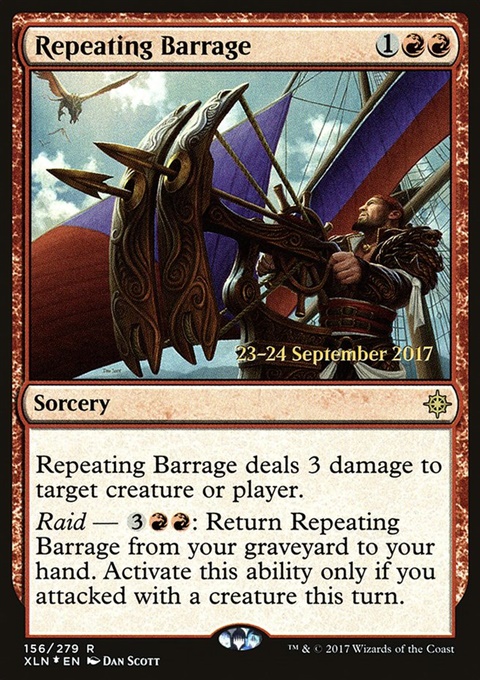 Repeating Barrage 1
23–24 September 2017
Sorcery
Repeating Barrage deals 3 damage to
target creature or player.
Raid — 3: Return Repeating
Barrage from your graveyard to your
hand. Activate this ability only if you
attacked with a creature this turn.
156/279 R
XLN EN Dan Scott
™ & © 2017 Wizards of the Coast